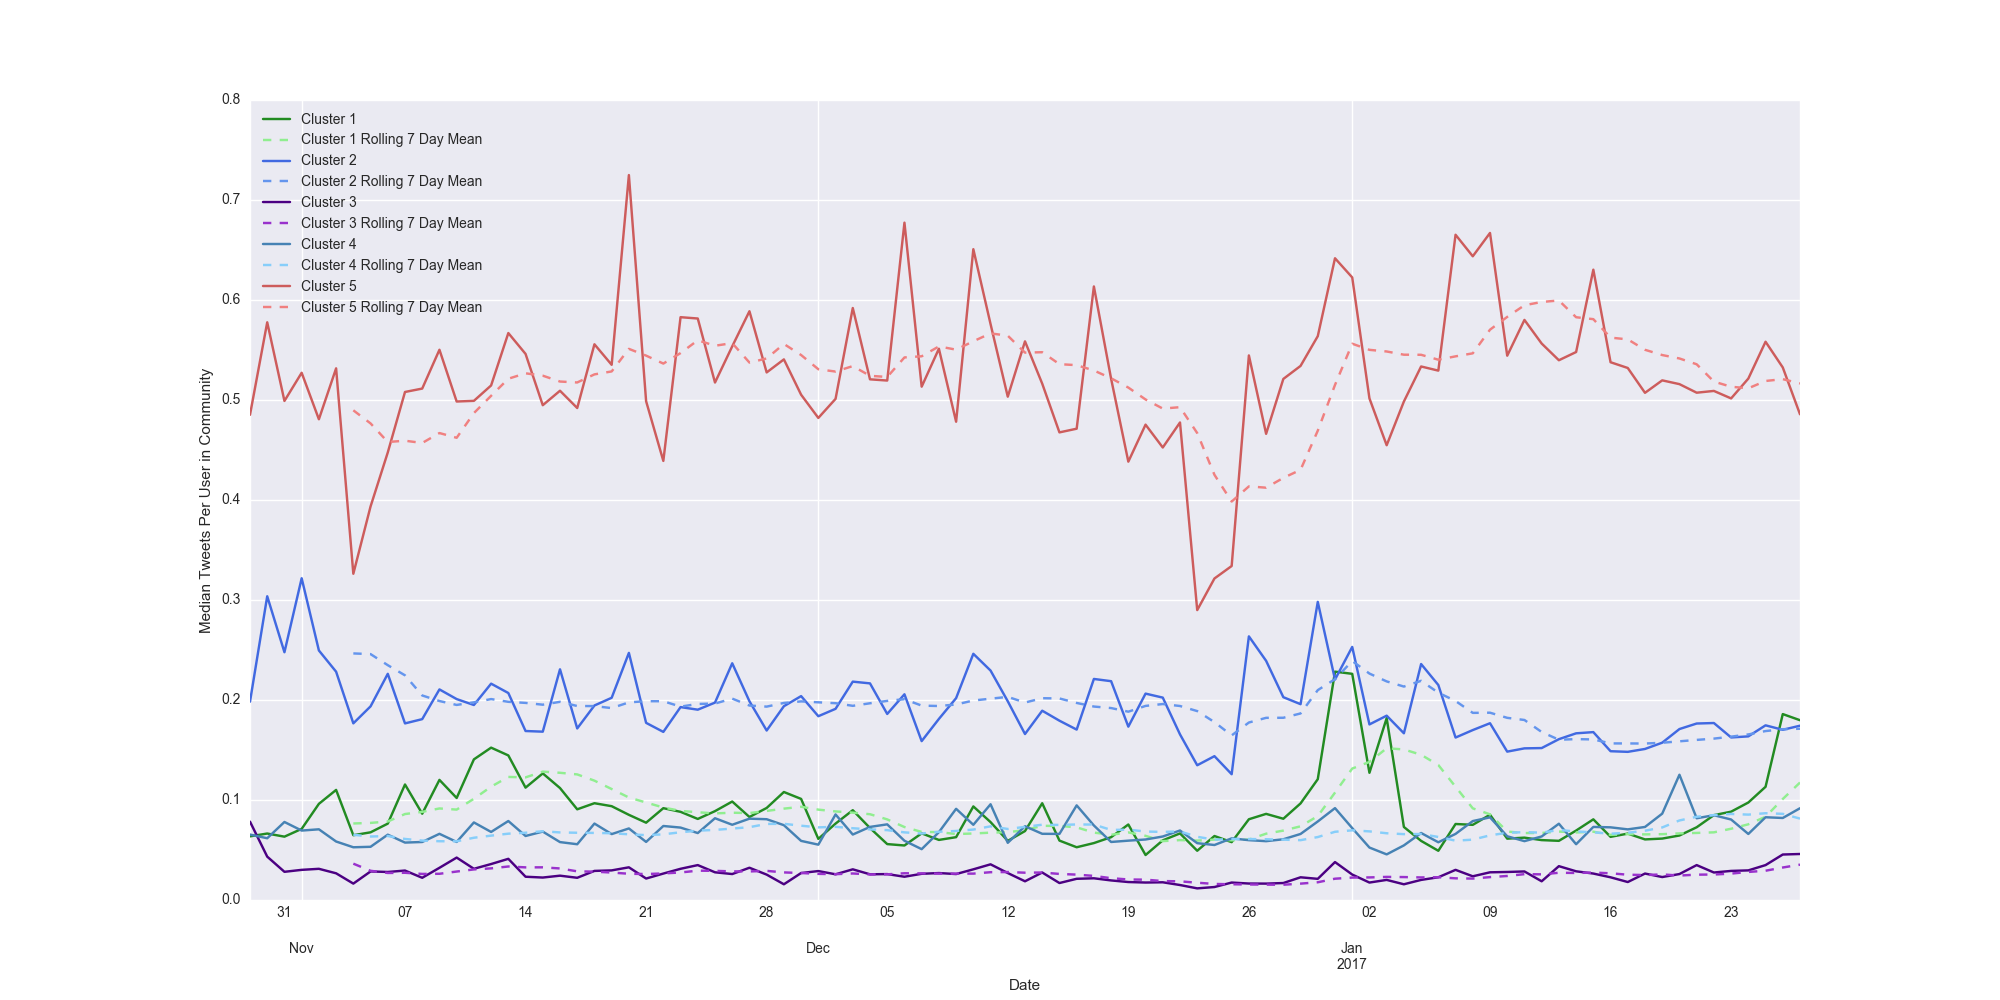 0.8
0.7
0.6
0.5
0.4
0.3
0.2
0.1
0.0
Median Tweets Per User in Community
Cluster 1
Cluster 1 Rolling 7 Day Mean
Cluster 2
Cluster 2 Rolling 7 Day Mean
Cluster 3
Cluster 3 Rolling 7 Day Mean
Cluster 4
Cluster 4 Rolling 7 Day Mean
Cluster 5
Cluster 5 Rolling 7 Day Mean
31 07 14 21 28 05 12 19 26 02 09 16 23
Nov Dec Jan
2017
Date